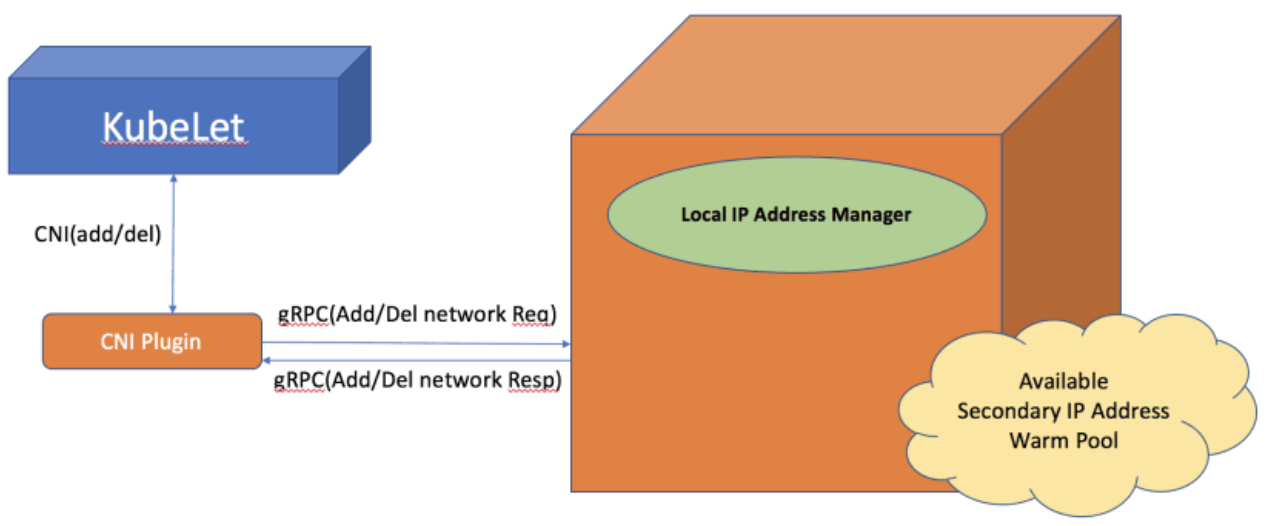 KubeLet
CNI(add/del)
CNI Plugin
gRPC(Add/Del network Req)
gRPC(Add/Del network Resp)
Local IP Address Manager
Available
Secondary IP Address
Warm Pool